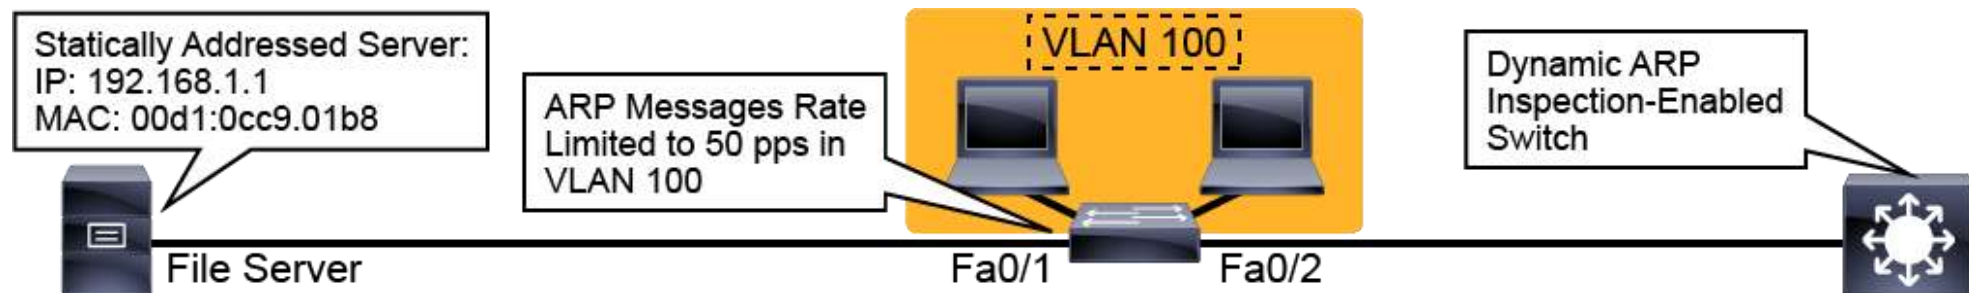 Statically Addressed Server:
IP: 192.168.1.1
MAC: 00d1:0cc9.01b8
File Server
ARP Messages Rate
Limited to 50 pps in
VLAN 100
VLAN 100
Fa0/1
Fa0/2
Dynamic ARP
Inspection-Enabled
Switch